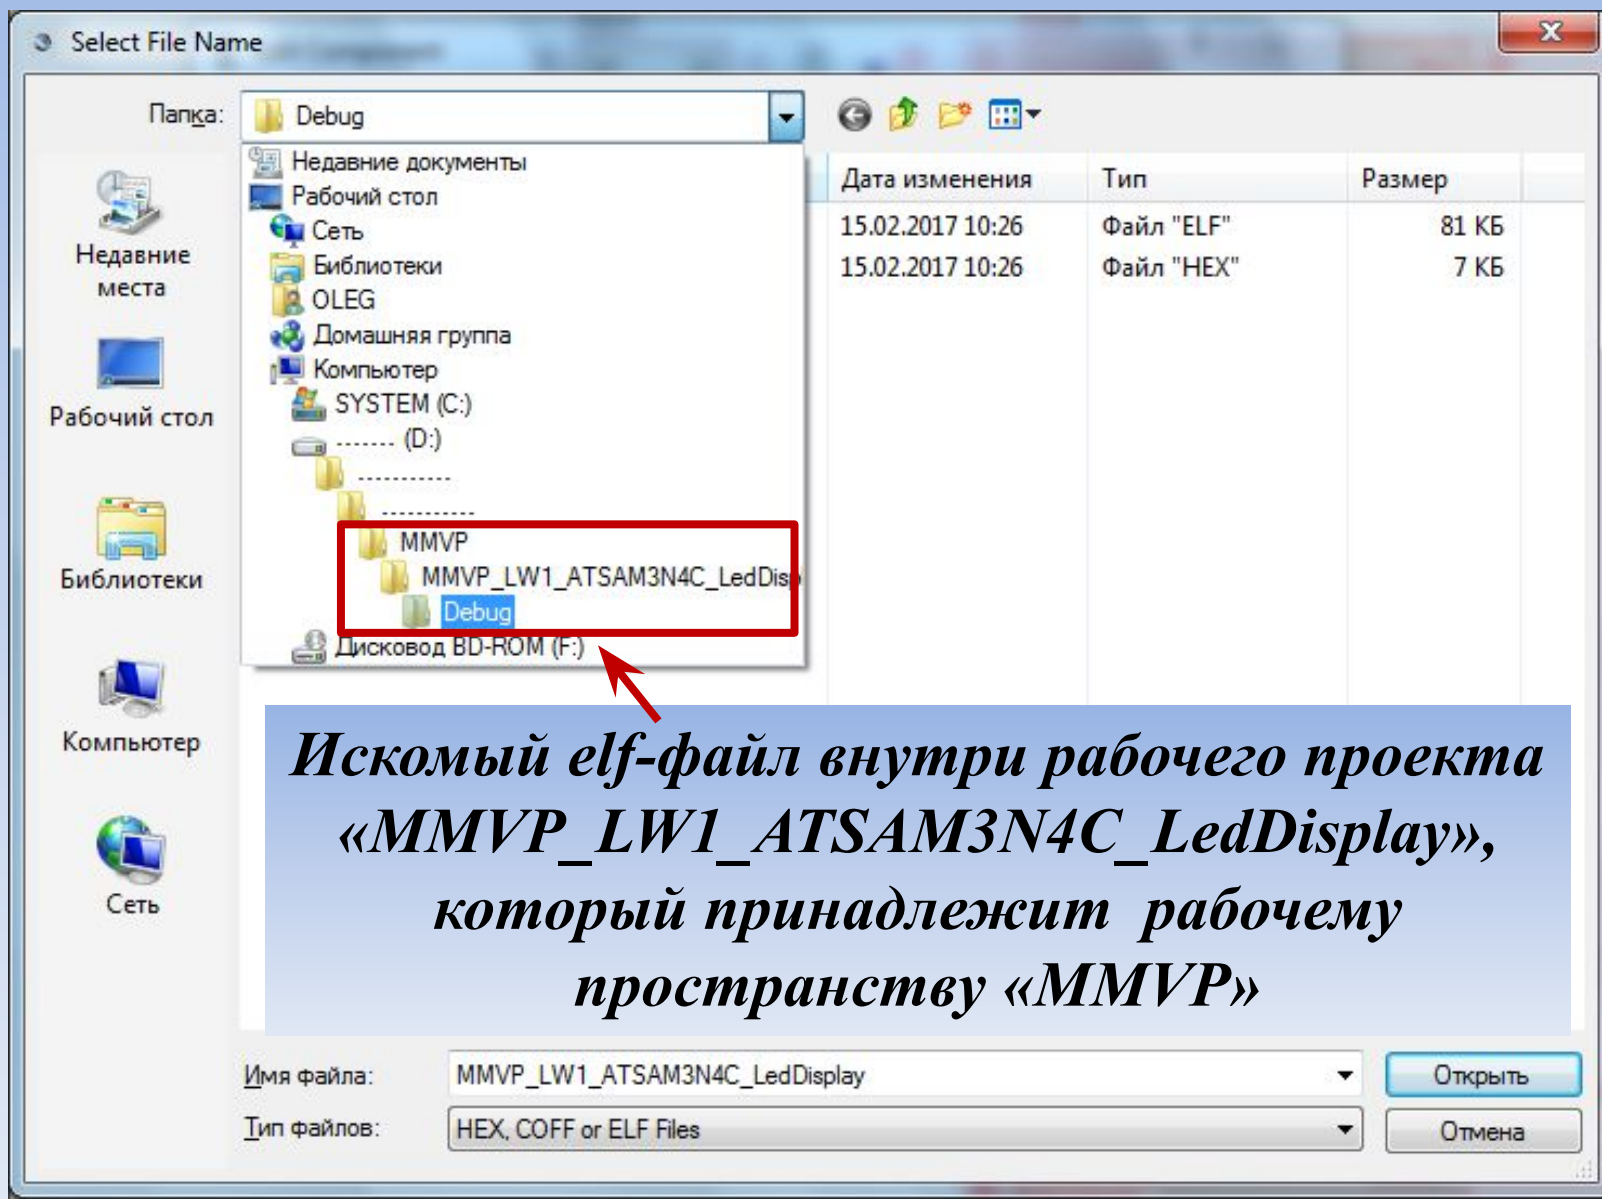 Select File Name
Папка:
Debug
Недавние документы
Рабочий стол
Сеть
Библиотеки
OLEG
Домашняя группа
Компьютер
SYSTEM (C:)
....... (D:)
...........
...........
MMVP
MMVP_LW1_ATSAM3N4C_LedDisp
Debug
Дисковод BD-ROM (F:)
Дата изменения Тип Размер
15.02.2017 10:26 Файл "ELF" 81 КБ
15.02.2017 10:26 Файл "HEX" 7 КБ
Недавние
места
Рабочий стол
Библиотеки
Компьютер
Сеть
Искомый elf-файл внутри рабочего проекта
«MMVP_LW1_ATSAM3N4C_LedDisplay»,
который принадлежит рабочему
пространству «MMVP»
Имя файла: MMVP_LW1_ATSAM3N4C_LedDisplay Открыть
Тип файлов: HEX, COFF or ELF Files Отмена